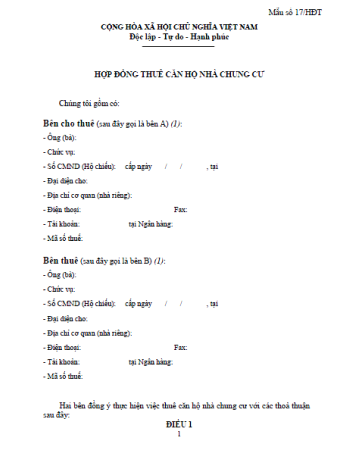 Mẫu số 17/HĐT
CỘNG HÒA XÃ HỘI CHỦ NGHĨA VIỆT NAM
Độc lập - Tự do - Hạnh phúc
HỢP ĐỒNG THUÊ CĂN HỘ NHÀ CHUNG CƯ
Chúng tôi gồm có:
Bên cho thuê (sau đây gọi là bên A) (1):
- Ông (bà):
- Chức vụ:
- Số CMND (Hộ chiếu): cấp ngày / / , tại
- Đại diện cho:
- Địa chỉ cơ quan (nhà riêng):
- Điện thoại: Fax:
- Tài khoản: tại Ngân hàng:
- Mã số thuế:
Bên thuê (sau đây gọi là bên B) (1):
- Ông (bà):
- Chức vụ:
- Số CMND (Hộ chiếu): cấp ngày / / , tại
- Đại diện cho:
- Địa chỉ cơ quan (nhà riêng):
- Điện thoại: Fax:
- Tài khoản: tại Ngân hàng:
- Mã số thuế:
Hai bên đồng ý thực hiện việc thuê căn hộ nhà chung cư với các thoả thuận
sau đây:
ĐIỀU 1
1